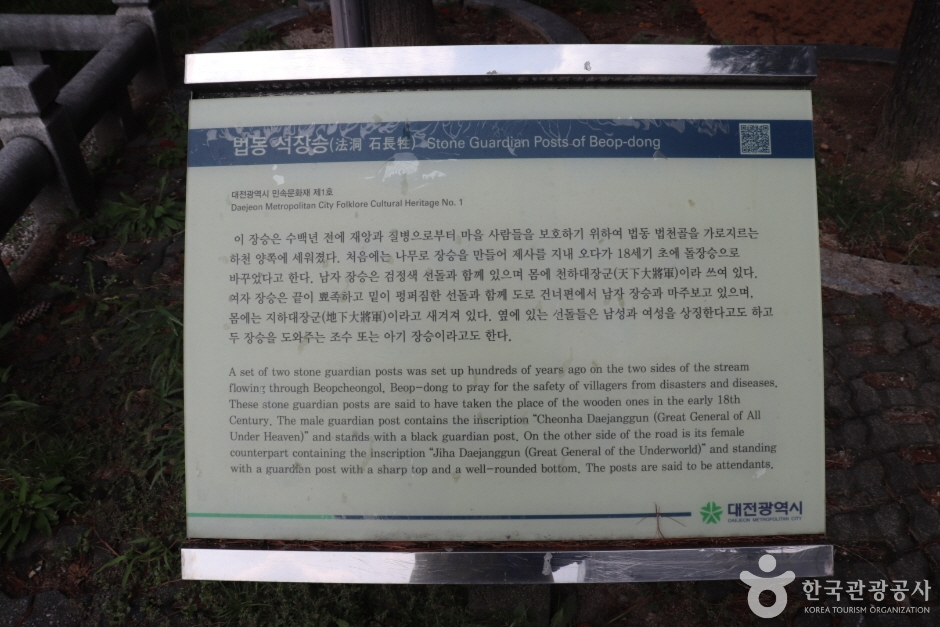 법동 석장승(法洞 石長牲) Stone Guardian Posts of Beop-dong
대전광역시 민속문화재 제1호
Daejeon Metropolitan City Folklore Cultural Heritage No. 1
이 장승은 수백년 전에 재앙과 질병으로부터 마을 사람들을 보호하기 위하여 법동 법천골을 가로지르는
하천 양쪽에 세워졌다. 처음에는 나무로 장승을 만들어 제사를 지내 오다가 18세기 초에 돌장승으로
바꾸었다고 한다. 남자 장승은 검정색 선돌과 함께 있으며 몸에 천하대장군(天下大將軍)이라 쓰여 있다.
여자 장승은 끝이 뾰족하고 밑이 펑퍼짐한 선돌과 함께 도로 건너편에서 남자 장승과 마주보고 있으며,
몸에는 지하대장군(地下大將軍)이라고 새겨져 있다. 옆에 있는 선돌들은 남성과 여성을 상징한다고도 하고
두 장승을 도와주는 조수 또는 아기 장승이라고도 한다.
A set of two stone guardian posts was set up hundreds of years ago on the two sides of the stream
flowing through Beopcheongol, Beop-dong to pray for the safety of villagers from disasters and diseases.
These stone guardian posts are said to have taken the place of the wooden ones in the early 18th
Century. The male guardian post contains the inscription "Cheonha Daejanggun (Great General of All
Under Heaven)" and stands with a black guardian post. On the other side of the road is its female
counterpart containing the inscription "Jiha Daejanggun (Great General of the Underworld)" and standing
with a guardian post with a sharp top and a well-rounded bottom. The posts are said to be attendants.
대전광역시
DAEJEON METROPOLITAN CITY
한국관광공사
KOREA TOURISM ORGANIZATION